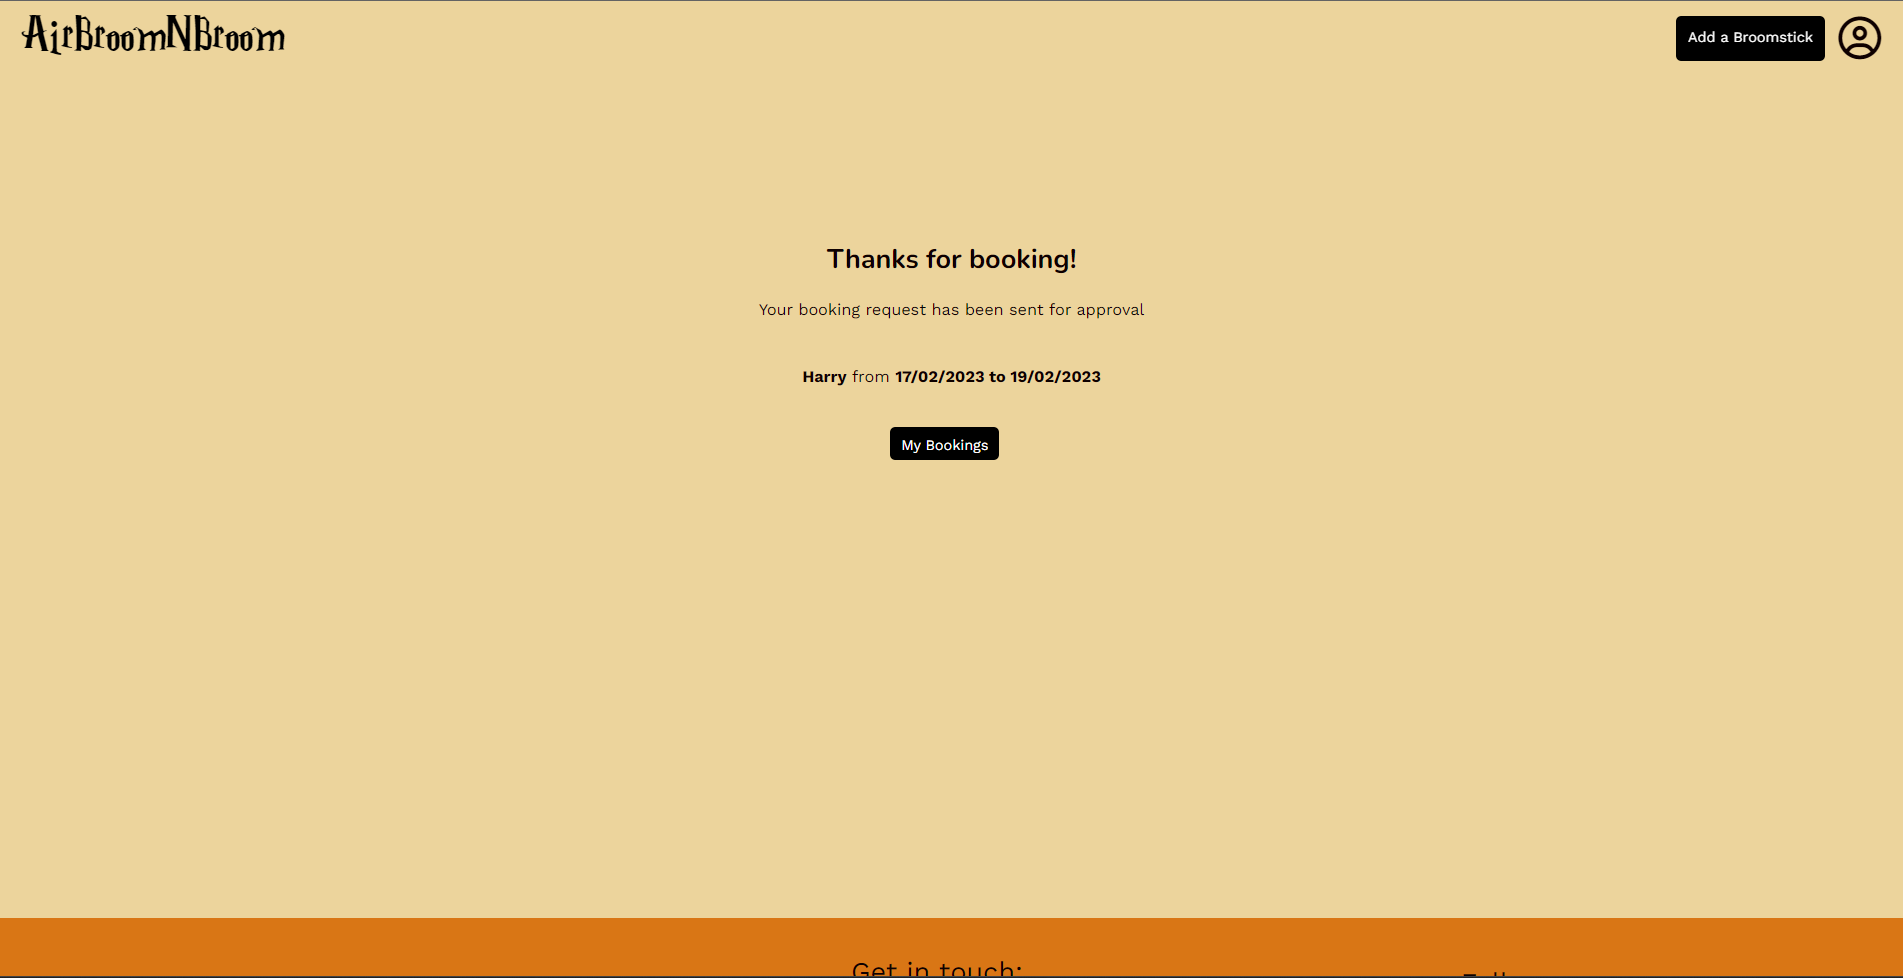 AirBroomNBroom
Add a Broomstick
Thanks for booking!
Your booking request has been sent for approval
Harry from 17/02/2023 to 19/02/2023
My Bookings
Get in touch: